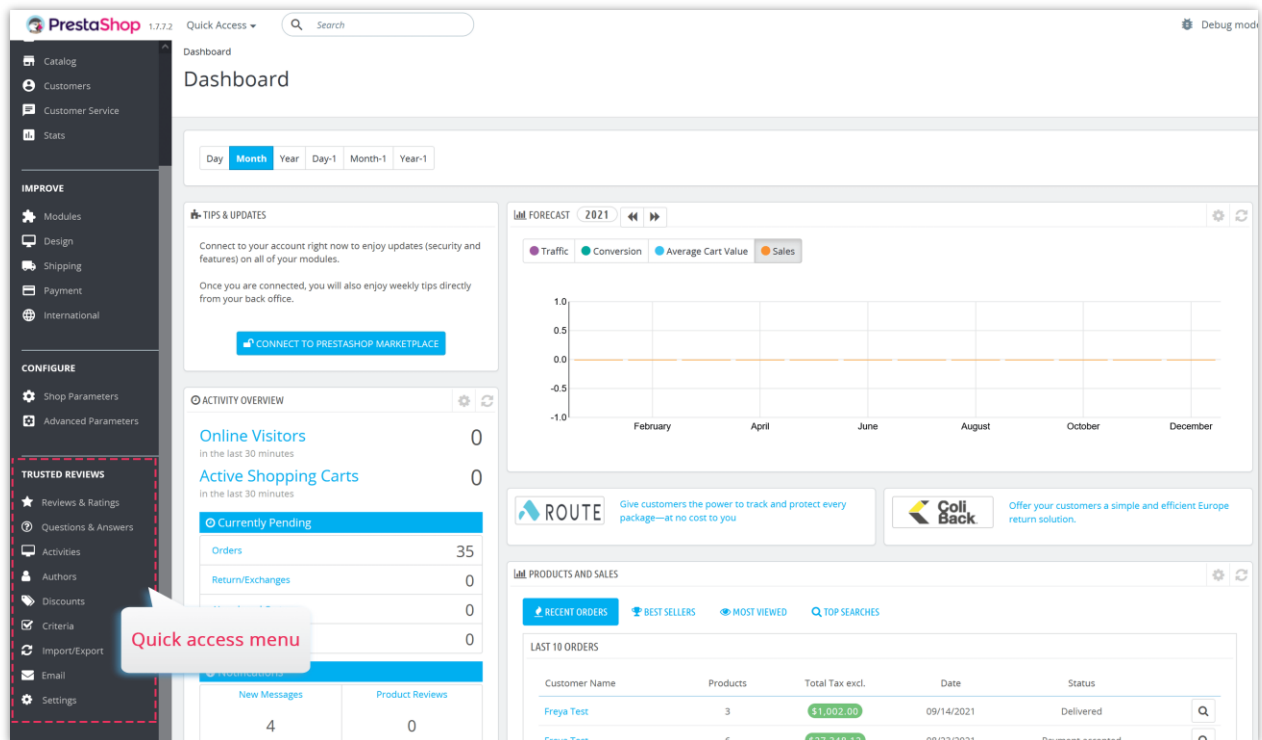 PrestaShop 1.7.7.2 Quick Access Search Debug mode
Catalog
Customers
Customer Service
Stats
IMPROVE
Modules
Design
Shipping
Payment
International
CONFIGURE
Shop Parameters
Advanced Parameters
TRUSTED REVIEWS
Reviews & Ratings
Questions & Answers
Activities
Authors
Discounts
Criteria
Import/Export
Email
Settings
Quick access menu
Dashboard
Dashboard
Day Month Year Day-1 Month-1 Year-1
TIPS & UPDATES
Connect to your account right now to enjoy updates (security and
features) on all of your modules.
Once you are connected, you will also enjoy weekly tips directly
from your back office.
CONNECT TO PRESTASHOP MARKETPLACE
ACTIVITY OVERVIEW
Online Visitors 0
in the last 30 minutes
Active Shopping Carts 0
in the last 30 minutes
Currently Pending
Orders 35
Return/Exchanges 0
0
0
Notifications
New Messages Product Reviews
4 0
FORECAST 2021
Traffic Conversion Average Cart Value Sales
1.0
0.5
0.0
-0.5
-1.0
February April June August October December
ROUTE
Give customers the power to track and protect every
package—at no cost to you
Coli
Back
Offer your customers a simple and efficient Europe
return solution.
PRODUCTS AND SALES
RECENT ORDERS BEST SELLERS MOST VIEWED TOP SEARCHES
LAST 10 ORDERS
Customer Name Products Total Tax excl. Date Status
Freya Test 3 $1,002.00 09/14/2021 Delivered